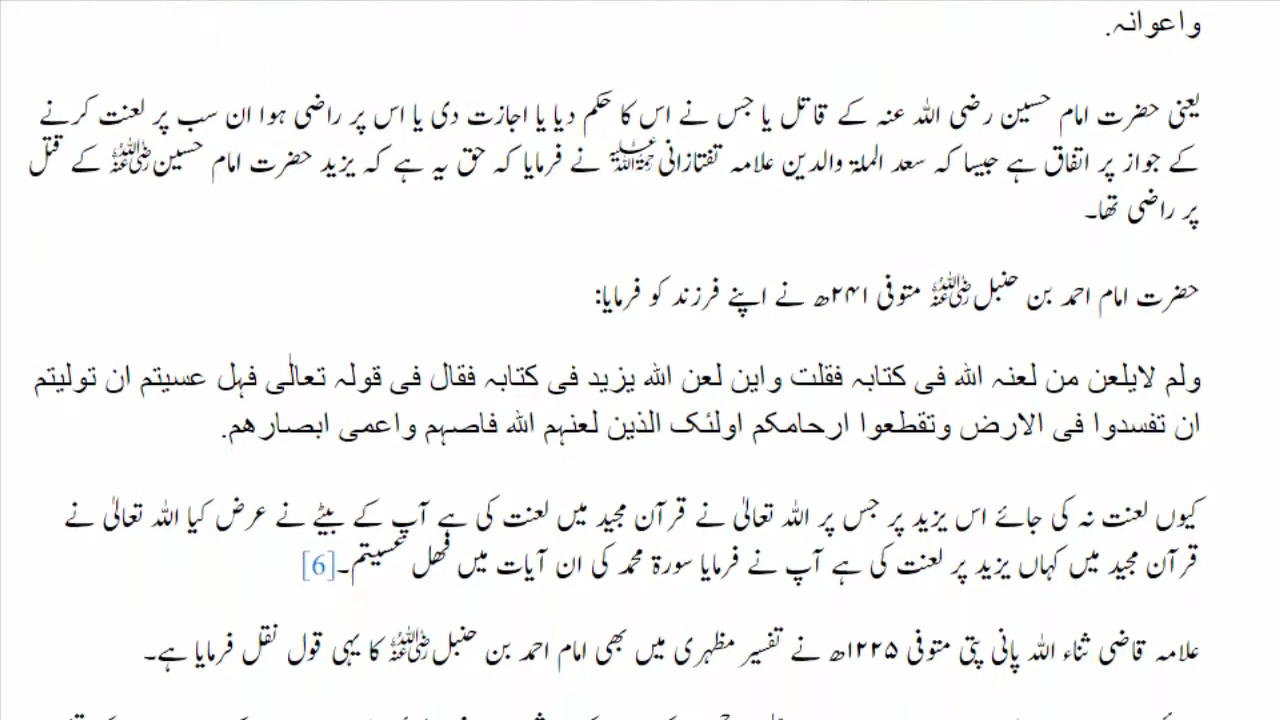 واعوانہ.
یعنی حضرت امام حسین رضی اللہ عنہ کے قاتل یا جس نے اس کا حکم دیا یا اجازت دی یا اس پر راضی ہوا ان سب پر لعنت کرنے
کے جواز پر اتفاق ہے جیسا کہ سعد الملۃ والدین علامہ تفتازانی رحمۃ اللہ علیہ نے فرمایا کہ حق یہ ہے کہ یزید حضرت امام حسین رضی اللہ عنہ کے قتل
پر راضی تھا۔
حضرت امام احمد بن حنبل رضی اللہ عنہ متوفی ۲۴۱ھ نے اپنے فرزند کو فرمایا:
ولم لایلعن من لعنہ اللہ فی کتابہ فقلت واین لعن اللہ یزید فی کتابہ فقال فی قولہ تعالٰی فہل عسیتم ان تولیتم
ان تفسدوا فی الارض وتقطعوا ارحامکم اولئک الذین لعنہم اللہ فاصہم واعمی ابصارھم.
کیوں لعنت نہ کی جائے اس یزید پر جس پر اللہ تعالیٰ نے قرآن مجید میں لعنت کی ہے آپ کے بیٹے نے عرض کیا اللہ تعالیٰ نے
قرآن مجید میں کہاں یزید پر لعنت کی ہے آپ نے فرمایا سورۃ محمد کی ان آیات میں فھل عسیتم۔[6]
علامہ قاضی ثناء اللہ پانی پتی متوفی ۱۲۲۵ھ نے تفسیر مظہری میں بھی امام احمد بن حنبل رضی اللہ عنہ کا یہی قول نقل فرمایا ہے۔